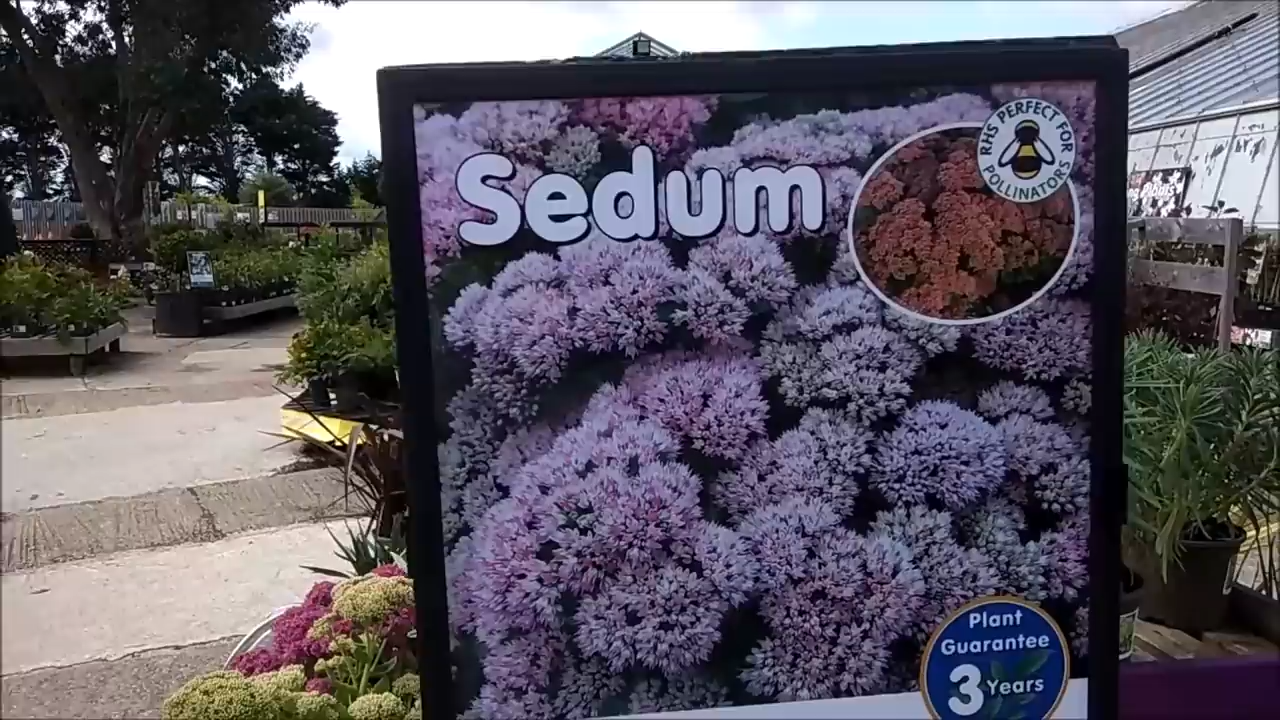 Sedum
RHS PERFECT FOR
POLLINATORS
Plant
Guarantee
3 Years